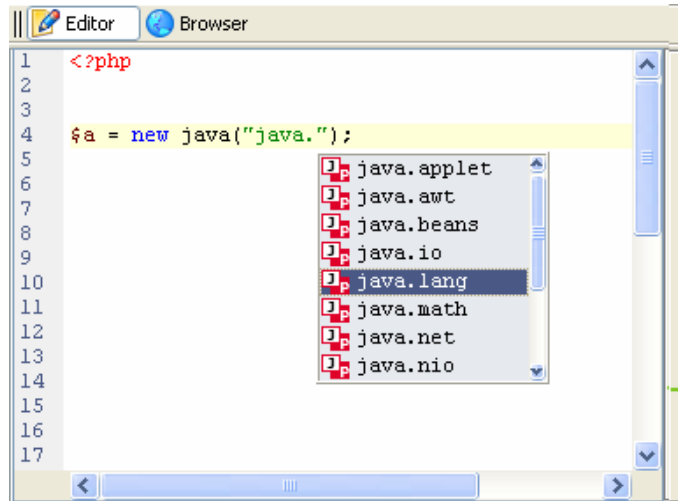 Editor Browser
1 <?php
2
3
4 $a = new java("java.");
5
6
7
8
9
10
11
12
13
14
15
16
17
java.applet
java.awt
java.beans
java.io
java.lang
java.math
java.net
java.nio